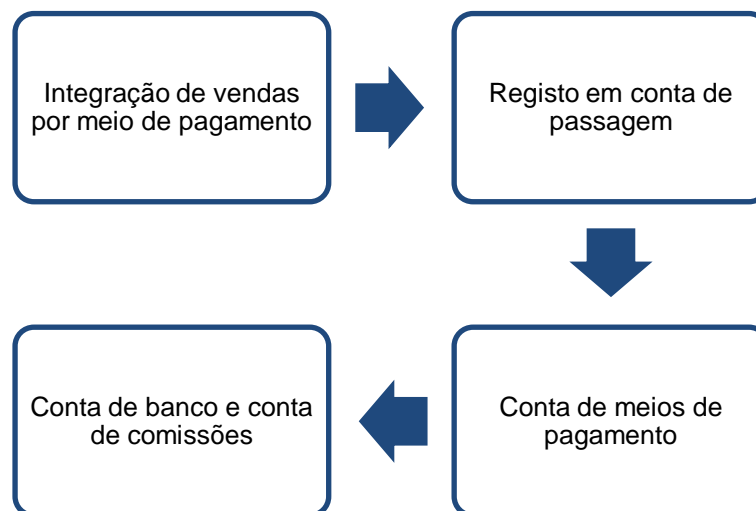 Integração de vendas
por meio de pagamento
Registo em conta de
passagem
Conta de meios de
pagamento
Conta de banco e conta
de comissões